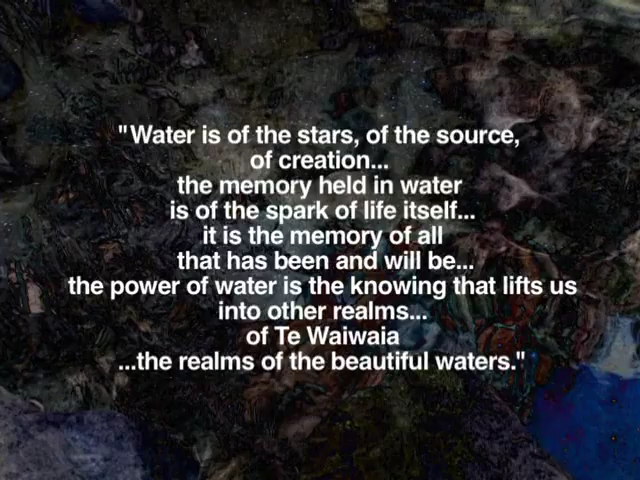 "Water is of the stars, of the source,
of creation...
the memory held in water
is of the spark of life itself...
it is the memory of all
that has been and will be...
the power of water is the knowing that lifts us
into other realms...
of Te Waiwaia
...the realms of the beautiful waters."